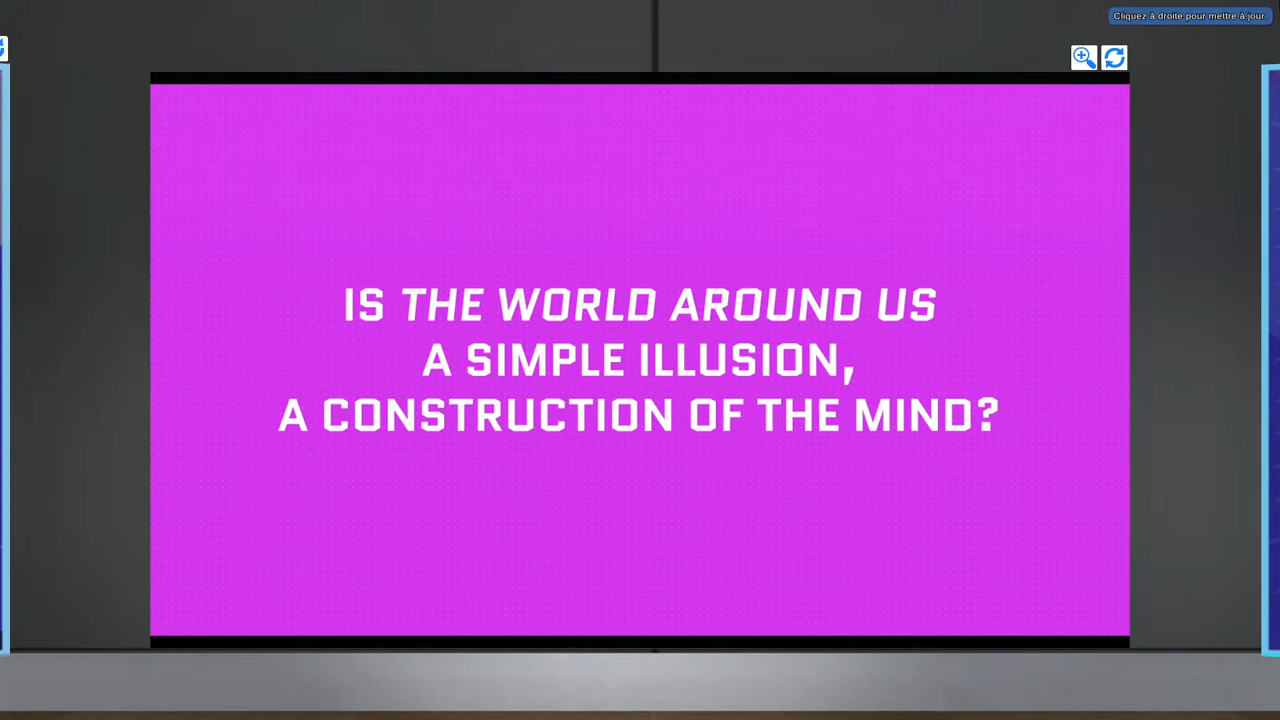 Cliquez à droite pour mettre à jour.
IS THE WORLD AROUND US
A SIMPLE ILLUSION,
A CONSTRUCTION OF THE MIND?